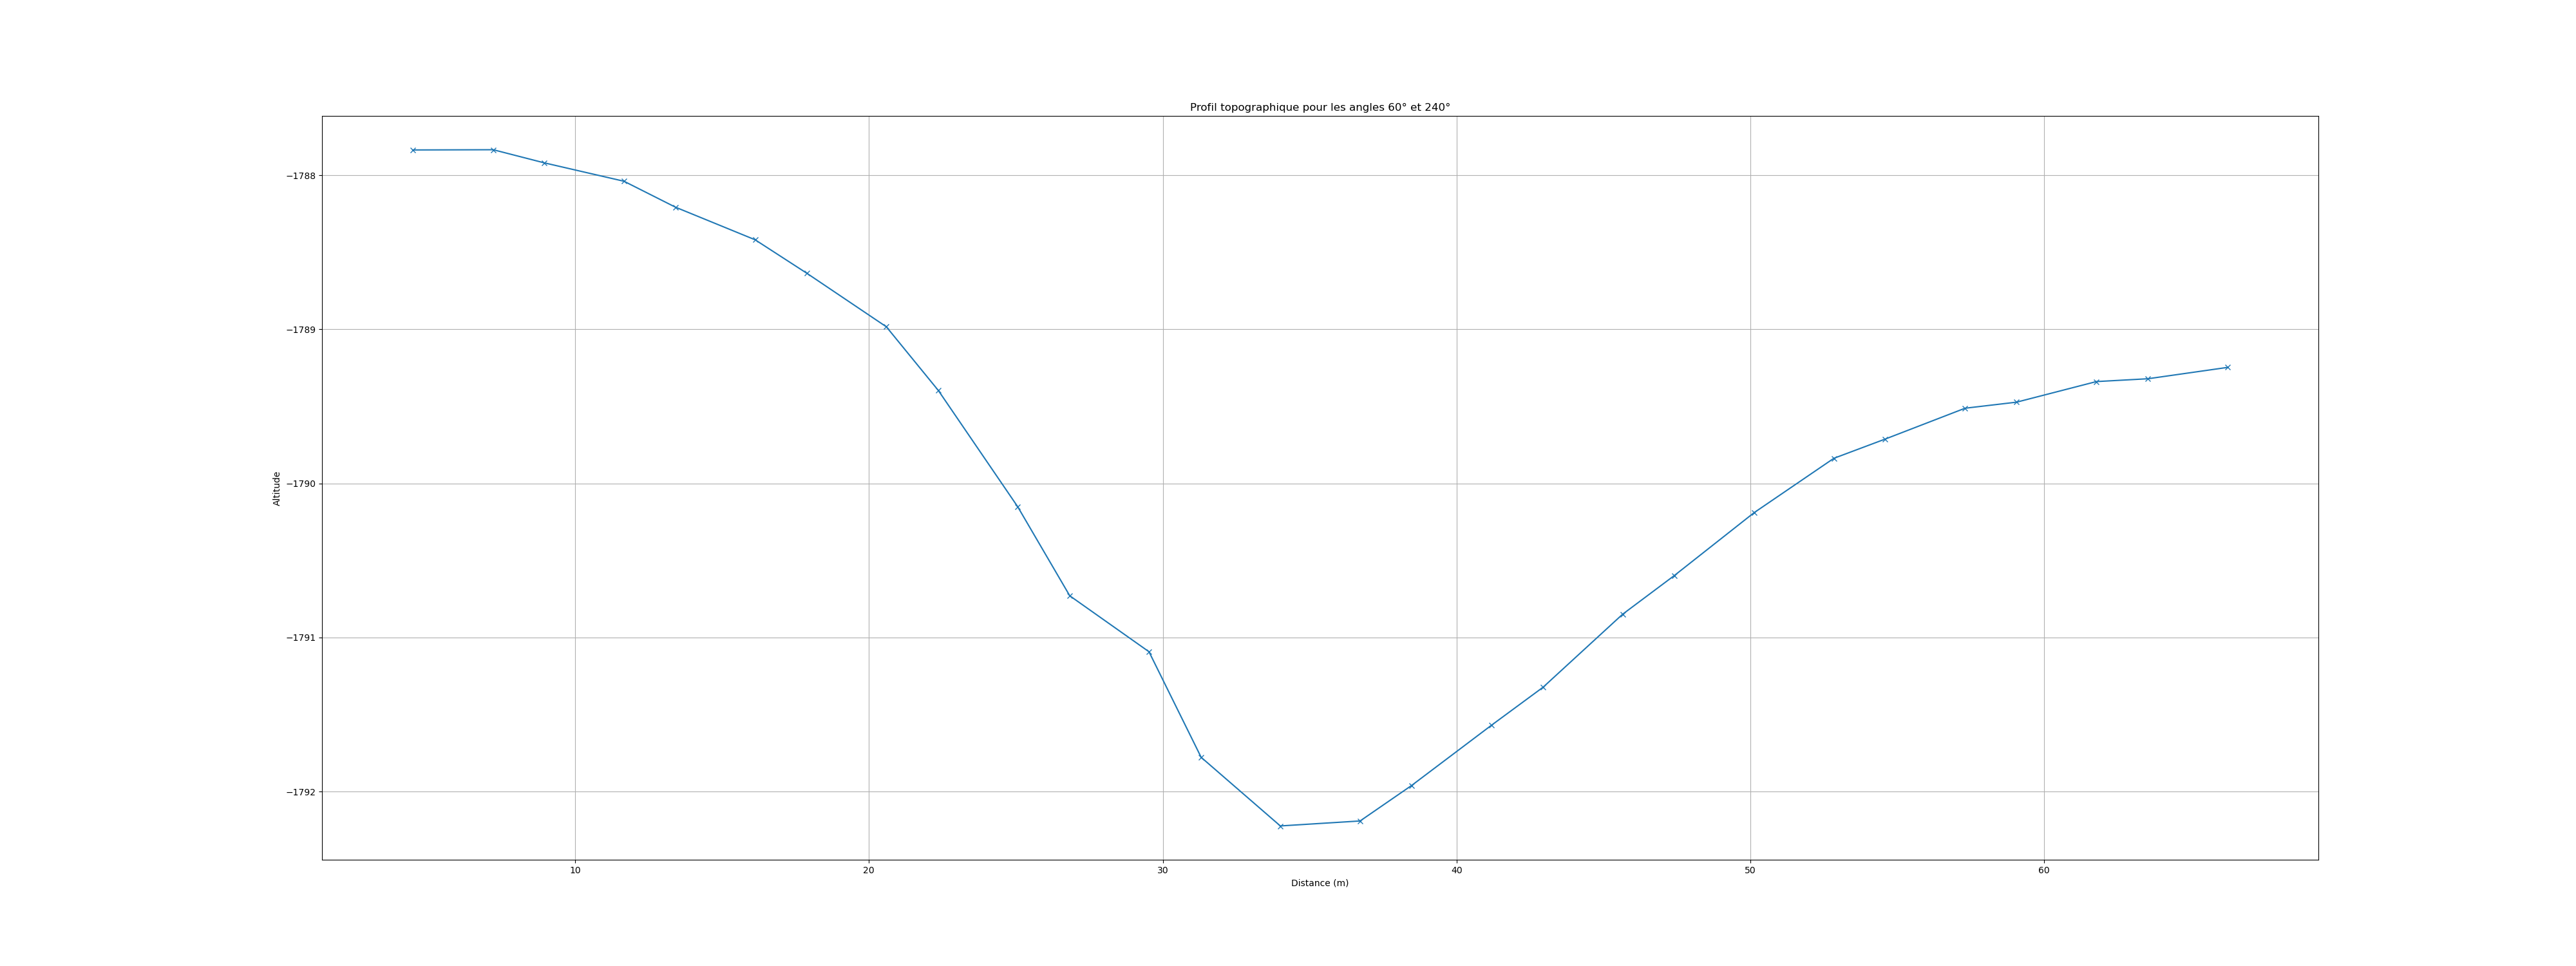 Profil topographique pour les angles 60° et 240°
−1788
−1789
−1790
−1791
−1792
Altitude
10 20 30 40 50 60
Distance (m)